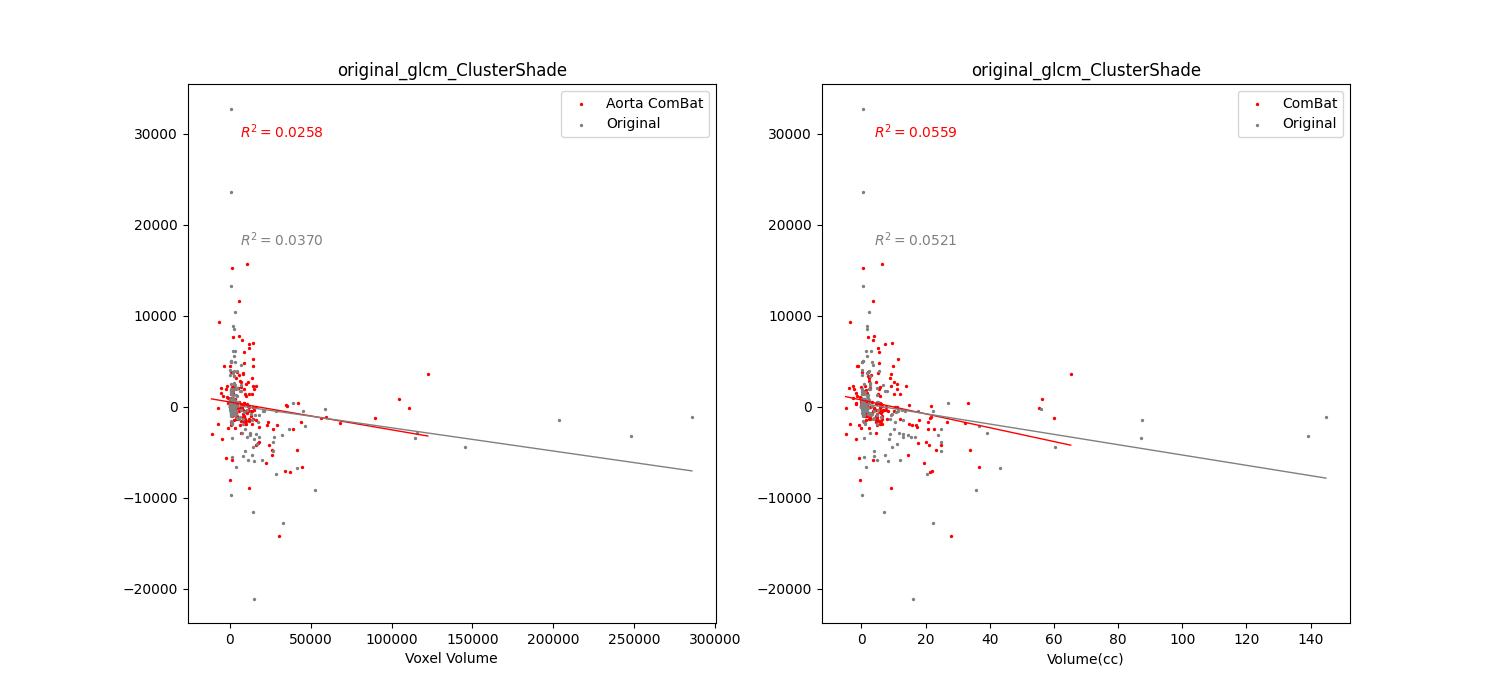 original_glcm_ClusterShade
Aorta ComBat
Original
R² = 0.0258
R² = 0.0370
30000
20000
10000
0
−10000
−20000
0 50000 100000 150000 200000 250000 300000
Voxel Volume
original_glcm_ClusterShade
ComBat
Original
R² = 0.0559
R² = 0.0521
30000
20000
10000
0
−10000
−20000
0 20 40 60 80 100 120 140
Volume(cc)